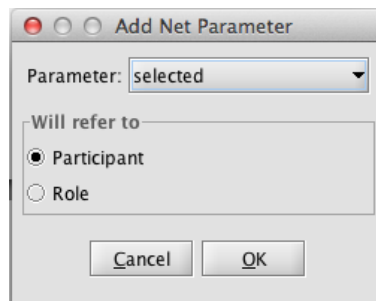 Add Net Parameter
Parameter: selected
Will refer to
Participant
Role
Cancel OK